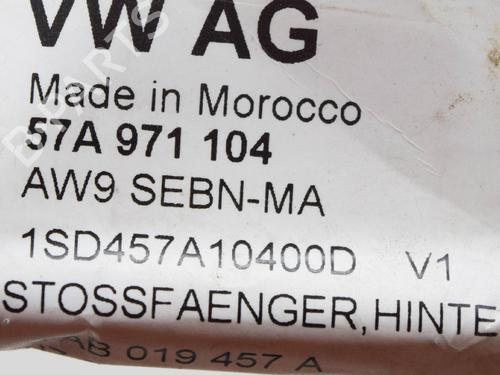 VW AG
Made in Morocco
57A 971 104
AW9 SEBN-MA
1SD457A10400D V1
STOSSFAENGER,HINTE
019 457 A